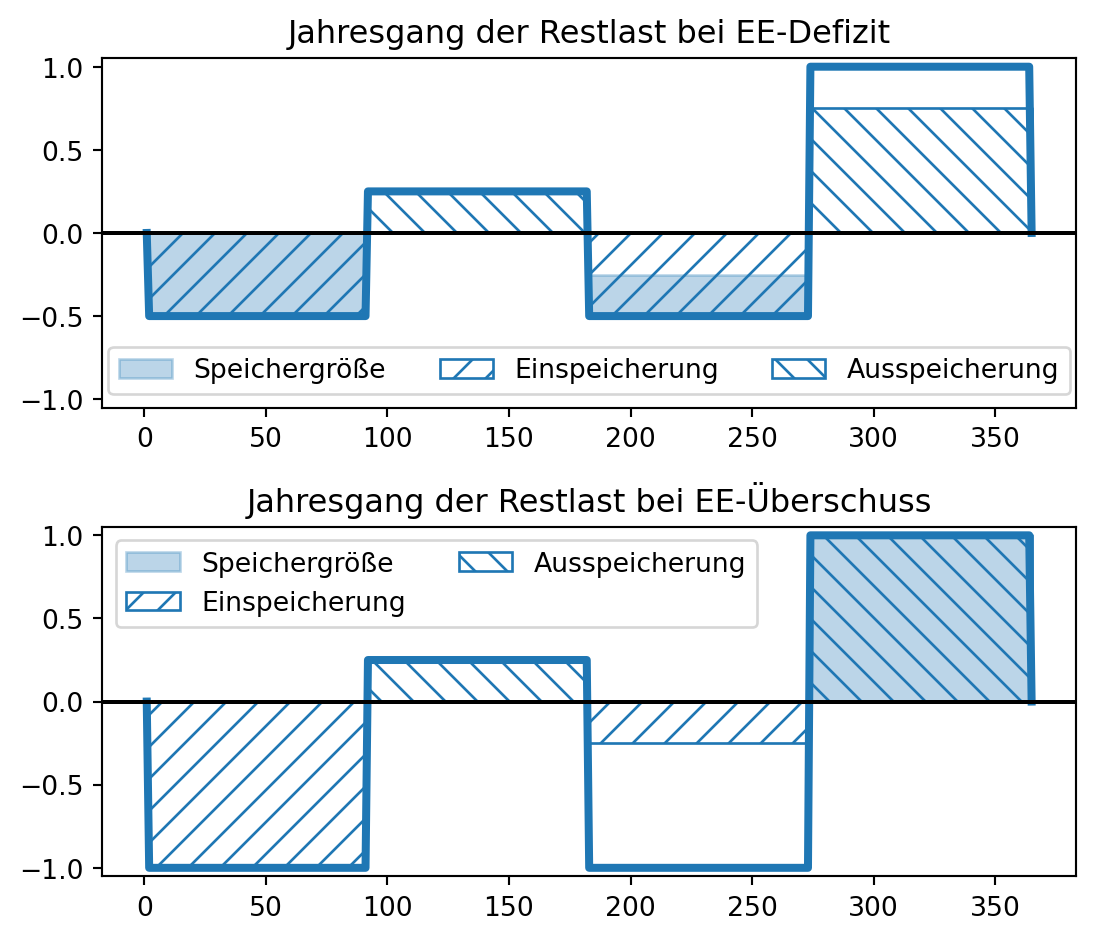 Jahresgang der Restlast bei EE-Defizit
1.0
0.5
0.0
−0.5
−1.0
Speichergröße Einspeicherung Ausspeicherung
0 50 100 150 200 250 300 350
Jahresgang der Restlast bei EE-Überschuss
1.0
0.5
0.0
−0.5
−1.0
Speichergröße Ausspeicherung
Einspeicherung
0 50 100 150 200 250 300 350